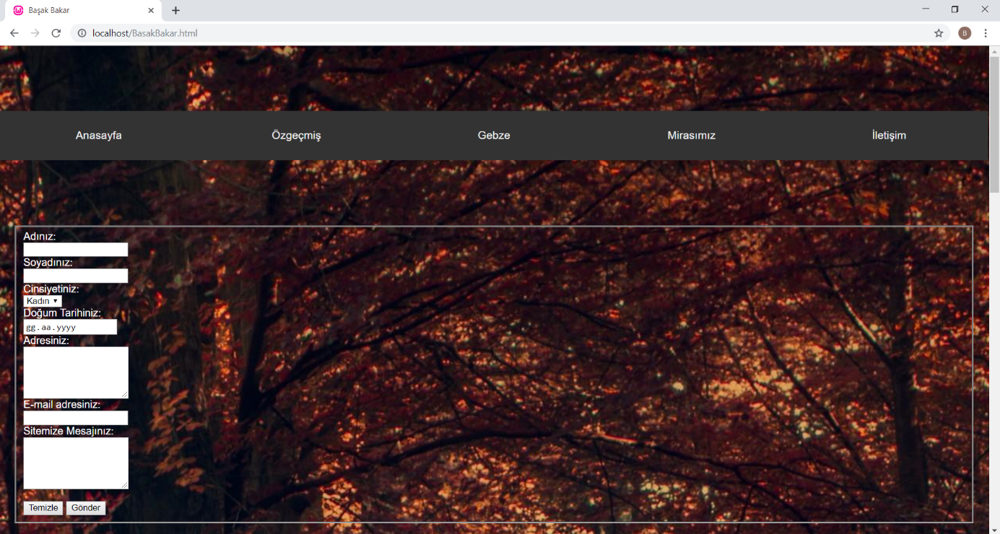 Başak Bakar
localhost/BasakBakar.html
B
Anasayfa Özgeçmiş Gebze Mirasımız İletişim
Adınız:
Soyadınız:
Cinsiyetiniz:
Kadın
Doğum Tarihiniz:
gg.aa.yyyy
Adresiniz:
E-mail adresiniz:
Sitemize Mesajınız:
Temizle Gönder